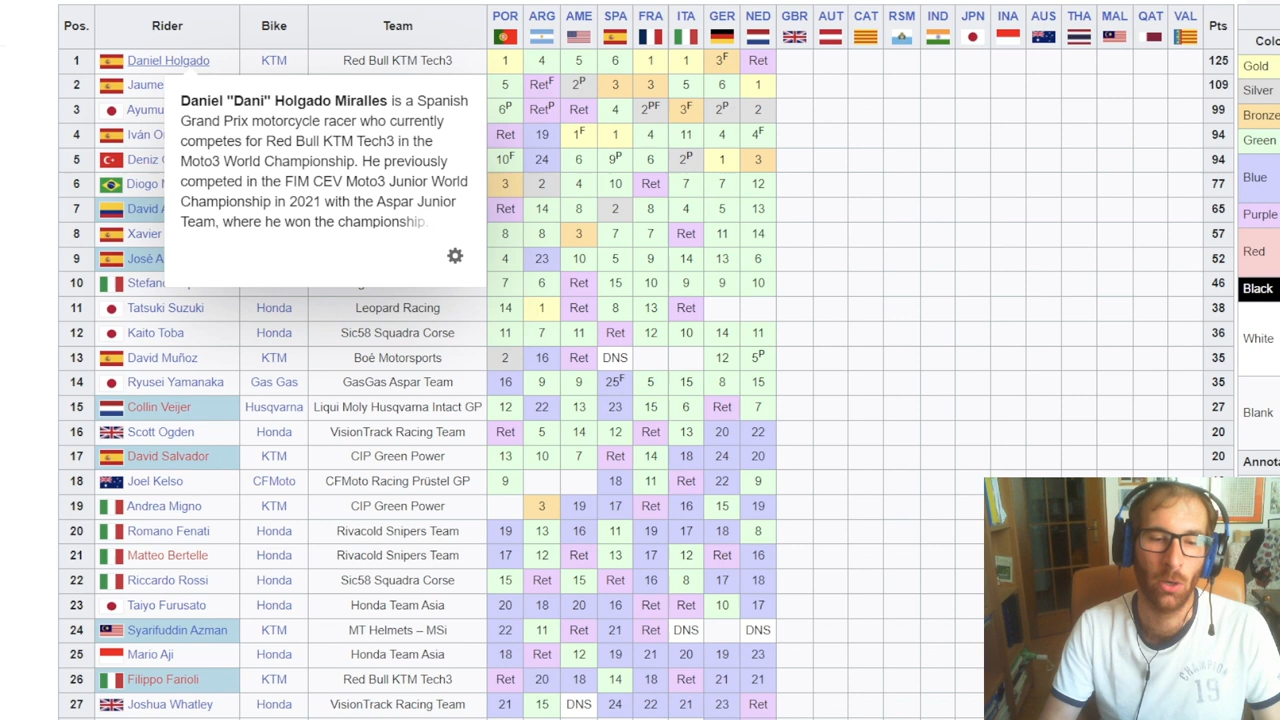 Pos. Rider Bike Team POR ARG AME SPA FRA ITA GER NED GBR AUT CAT RSM IND JPN INA AUS THA MAL QAT VAL Pts
1 Daniel Holgado KTM Red Bull KTM Tech3 1 4 5 6 1 1 3F Ret 125
2 Jaume 5 RetF 2P 3 3 5 6 1 109
3 Ayumu 6P RetP Ret 4 2PF 3F 2P 2 99
4 Iván Ret 19 1F 1 4 11 4 4F 94
5 Deniz 10F 24 6 9P 6 2P 1 3 94
6 Diogo 3 2 4 10 Ret 7 7 12 77
7 David A Ret 14 8 2 8 4 5 13 65
8 Xavier 8 8 3 7 7 Ret 11 14 57
9 José A 4 23 10 5 9 14 13 6 52
10 Stefano 7 6 Ret 15 10 9 9 10 46
11 Tatsuki Suzuki Honda Leopard Racing 14 1 Ret 8 13 Ret 38
12 Kaito Toba Honda Sic58 Squadra Corse 11 7 11 Ret 12 10 14 11 36
13 David Muñoz KTM Boé Motorsports 2 16 Ret DNS 12 5P 35
14 Ryusei Yamanaka Gas Gas GasGas Aspar Team 16 9 9 25F 5 15 8 15 35
15 Collin Veijer Husqvarna Liqui Moly Husqvarna Intact GP 12 22 13 23 15 6 Ret 7 27
16 Scott Ogden Honda VisionTrack Racing Team Ret 5 14 12 Ret 13 20 22 20
17 David Salvador KTM CIP Green Power 13 10 7 Ret 14 18 24 20 20
18 Joel Kelso CFMoto CFMoto Racing Prüstel GP 9 18 11 Ret 22 9
19 Andrea Migno KTM CIP Green Power 3 19 17 Ret 16 15 19
20 Romano Fenati Honda Rivacold Snipers Team 19 13 16 11 19 17 18 8
21 Matteo Bertelle Honda Rivacold Snipers Team 17 12 Ret 13 17 12 Ret 16
22 Riccardo Rossi Honda Sic58 Squadra Corse 15 Ret 15 Ret 16 8 17 18
23 Taiyo Furusato Honda Honda Team Asia 20 18 20 16 Ret Ret 10 17
24 Syarifuddin Azman KTM MT Helmets – MSi 22 11 Ret 21 Ret DNS DNS
25 Mario Aji Honda Honda Team Asia 18 Ret 12 19 21 20 19 23
26 Filippo Farioli KTM Red Bull KTM Tech3 Ret 20 18 14 18 Ret 21 21
27 Joshua Whatley Honda VisionTrack Racing Team 21 15 DNS 24 22 21 23 Ret
Daniel "Dani" Holgado Miralles is a Spanish
Grand Prix motorcycle racer who currently
competes for Red Bull KTM Tech3 in the
Moto3 World Championship. He previously
competed in the FIM CEV Moto3 Junior World
Championship in 2021 with the Aspar Junior
Team, where he won the championship.
Gold
Silver
Bronze
Green
Blue
Purple
Red
Black
White
Blank
CHAMPION
19